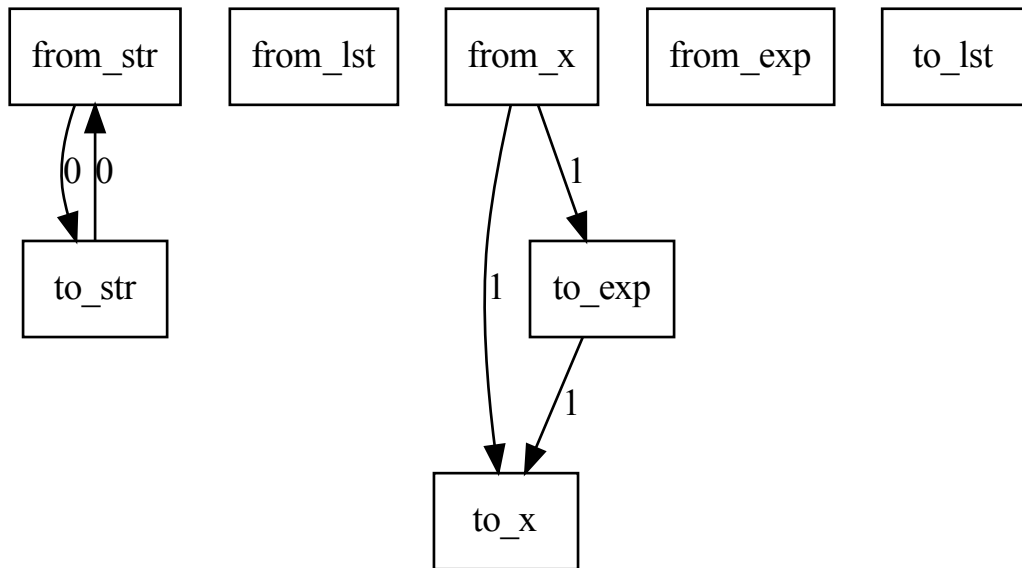 from_str from_lst from_x from_exp to_lst
0 0 1
to_str to_exp
1
1
to_x